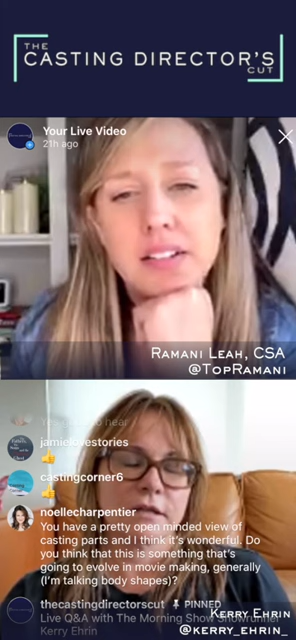 THE
CASTING DIRECTOR'S
CUT
Your Live Video
21h ago
RAMANI LEAH, CSA
@TOPRAMANI
to hear
jamielovestories
👍
castingcorner6
👍
noellecharpentier
You have a pretty open minded view of
casting parts and I think it's wonderful. Do
you think that this is something that's
going to evolve in movie making, generally
(I'm talking body shapes)?
thecastingdirectorscut PINNED
Live Q&A with The Morning Show Showrunner
Kerry Ehrin
KERRY EHRIN
@KERRY_EHRIN_